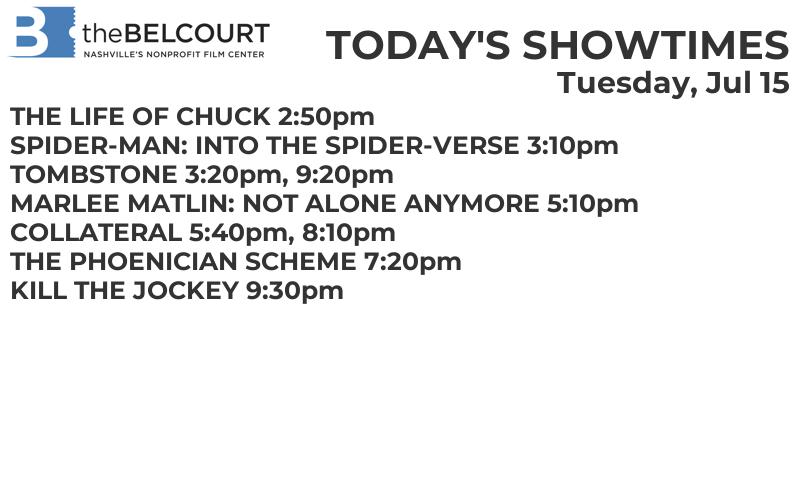 B theBELCOURT
NASHVILLE'S NONPROFIT FILM CENTER
TODAY'S SHOWTIMES
Tuesday, Jul 15
THE LIFE OF CHUCK 2:50pm
SPIDER-MAN: INTO THE SPIDER-VERSE 3:10pm
TOMBSTONE 3:20pm, 9:20pm
MARLEE MATLIN: NOT ALONE ANYMORE 5:10pm
COLLATERAL 5:40pm, 8:10pm
THE PHOENICIAN SCHEME 7:20pm
KILL THE JOCKEY 9:30pm